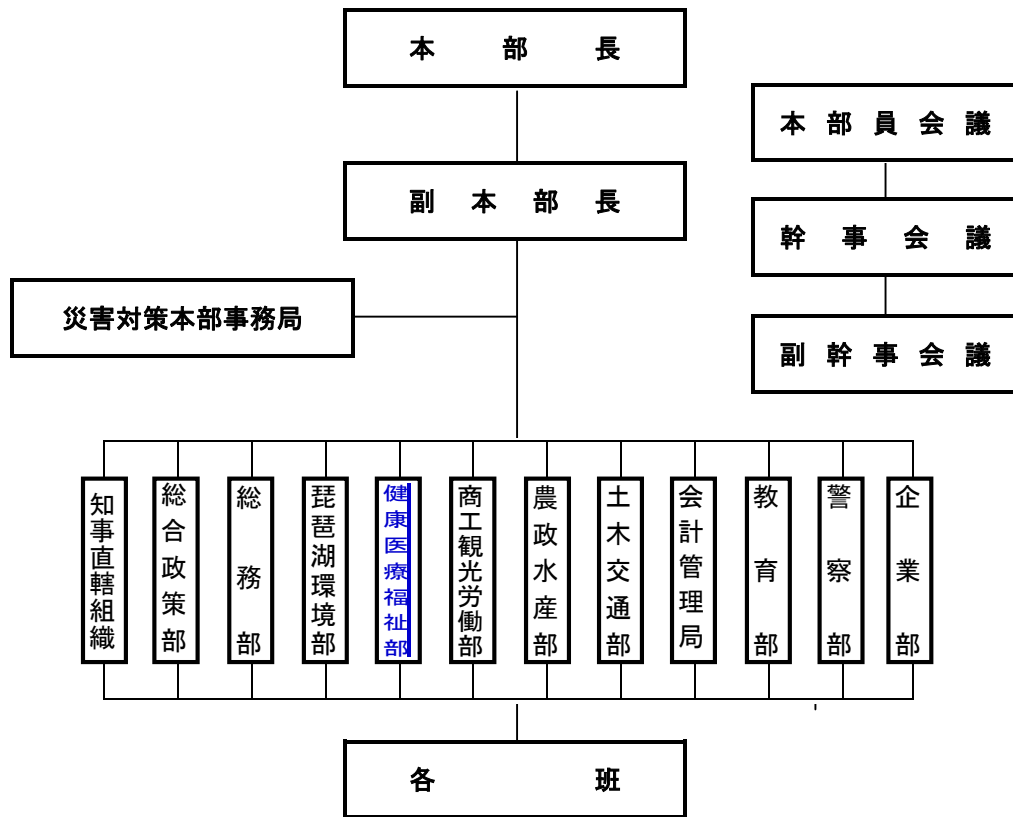 本部長
本部員会議
副本部長
幹事会議
災害対策本部事務局
副幹事会議
知事直轄組織
総合政策部
総務部
琵琶湖環境部
健康医療福祉部
商工観光労働部
農政水産部
土木交通部
会計管理局
教育部
警察部
企業部
各班